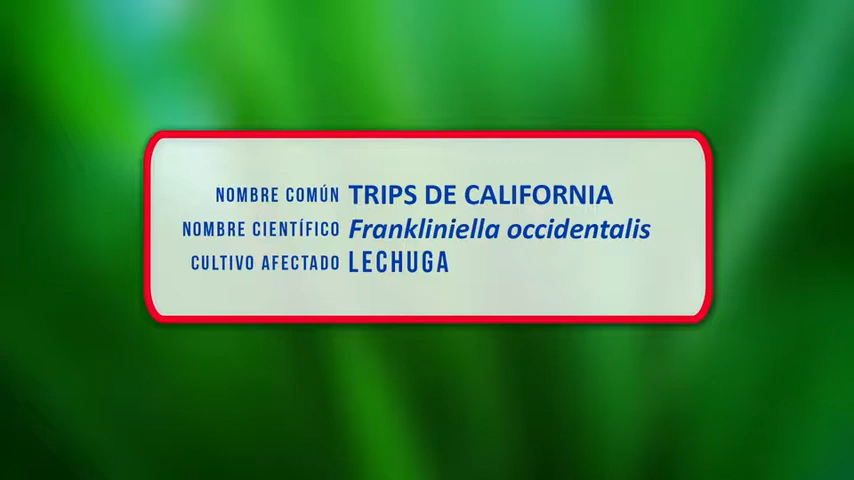 NOMBRE COMÚN TRIPS DE CALIFORNIA
NOMBRE CIENTÍFICO Frankliniella occidentalis
CULTIVO AFECTADO LECHUGA